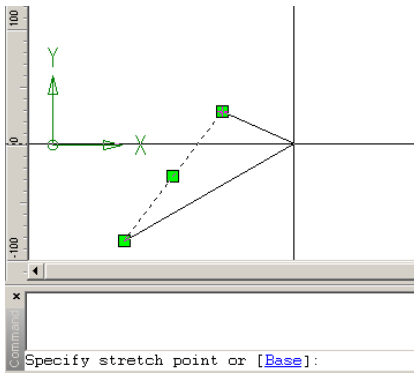 100
Y
0
X
-100
Command
Specify stretch point or [Base]: